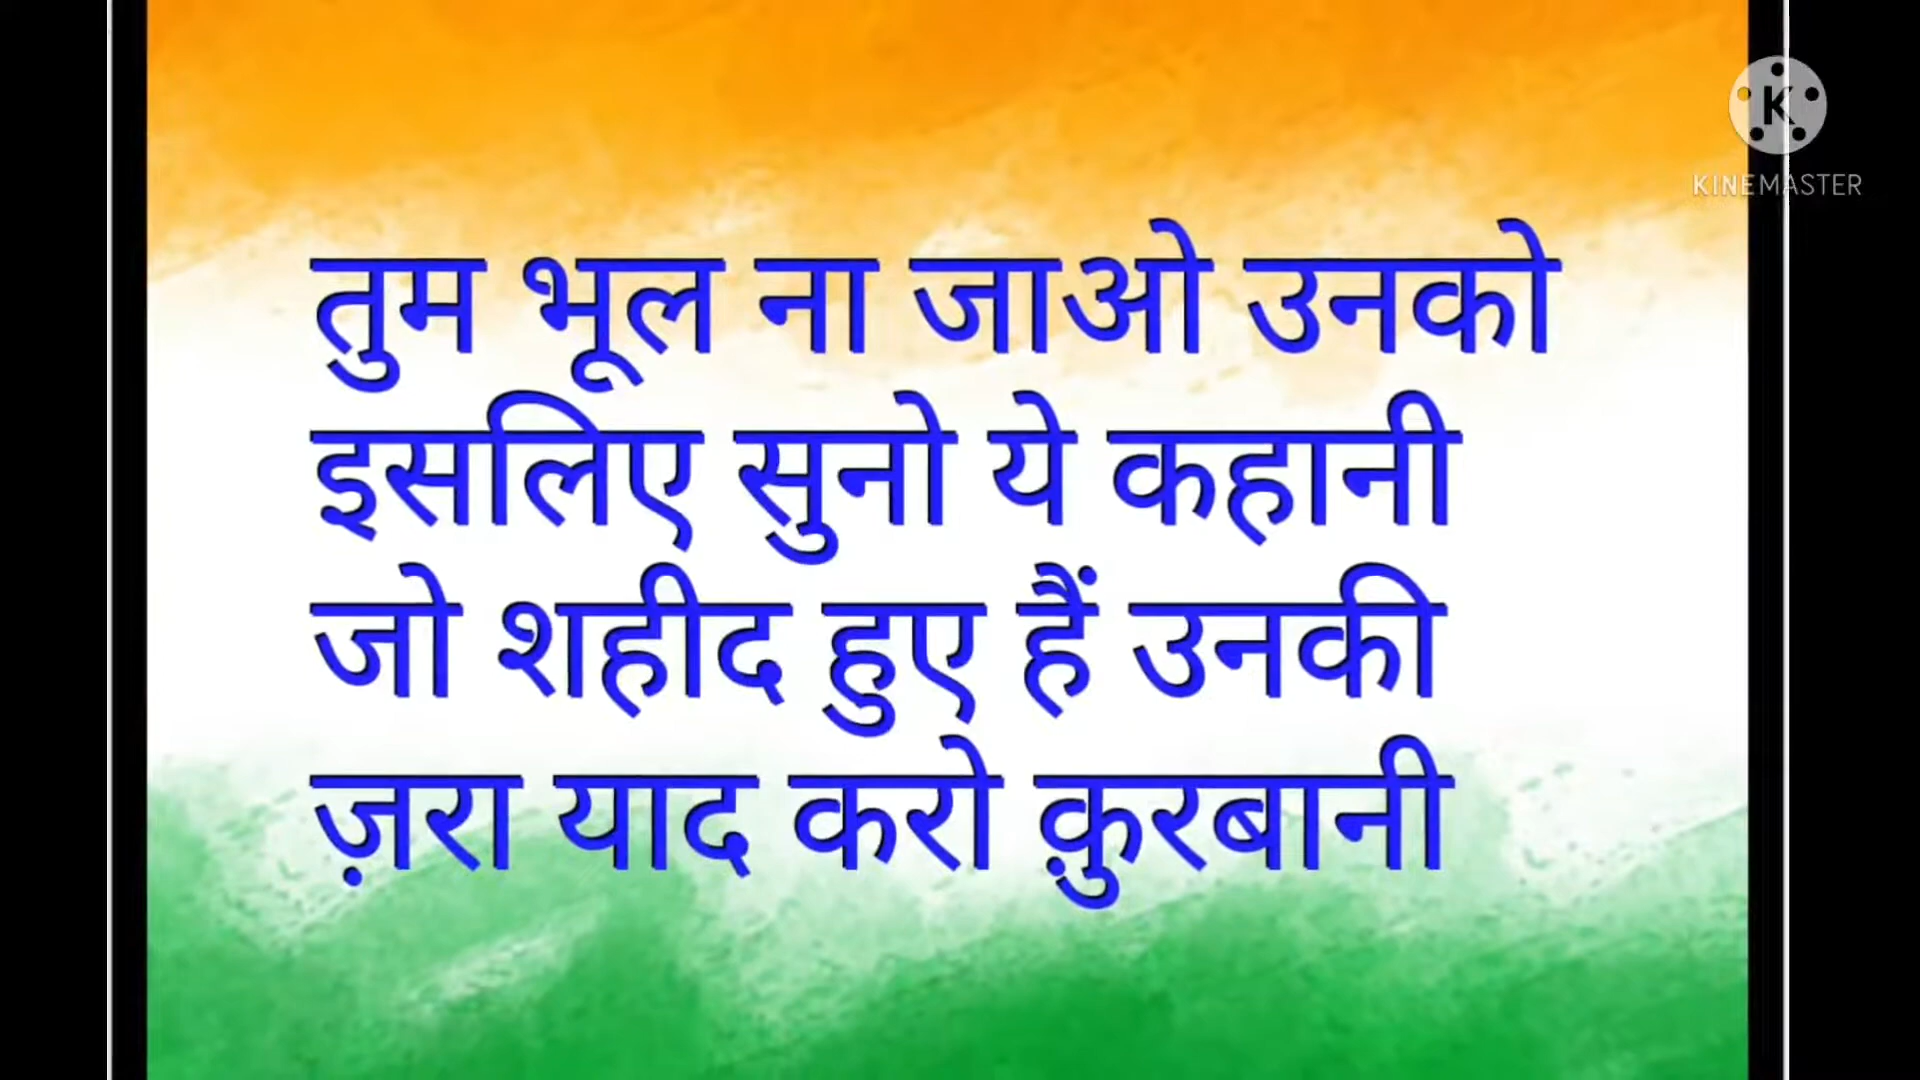 तुम भूल ना जाओ उनको
इसलिए सुनो ये कहानी
जो शहीद हुए हैं उनकी
ज़रा याद करो क़ुरबानी
K
KINEMASTER